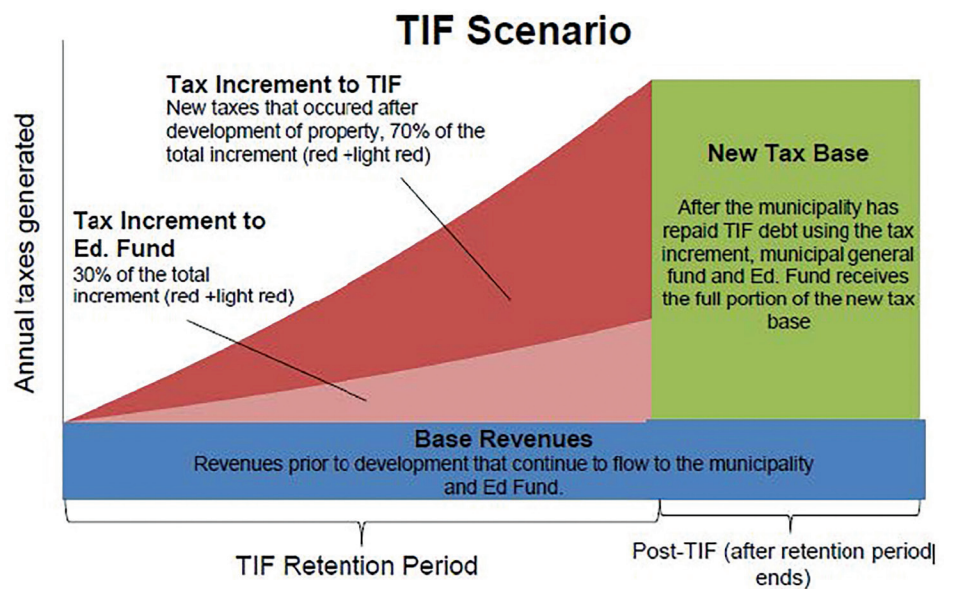 TIF Scenario
Annual taxes generated
Tax Increment to TIF
New taxes that occured after
development of property, 70% of the
total increment (red +light red)
Tax Increment to
Ed. Fund
30% of the total
increment (red +light red)
New Tax Base
After the municipality has
repaid TIF debt using the tax
increment, municipal general
fund and Ed. Fund receives
the full portion of the new tax
base
Base Revenues
Revenues prior to development that continue to flow to the municipality
and Ed Fund.
TIF Retention Period
Post-TIF (after retention period
ends)